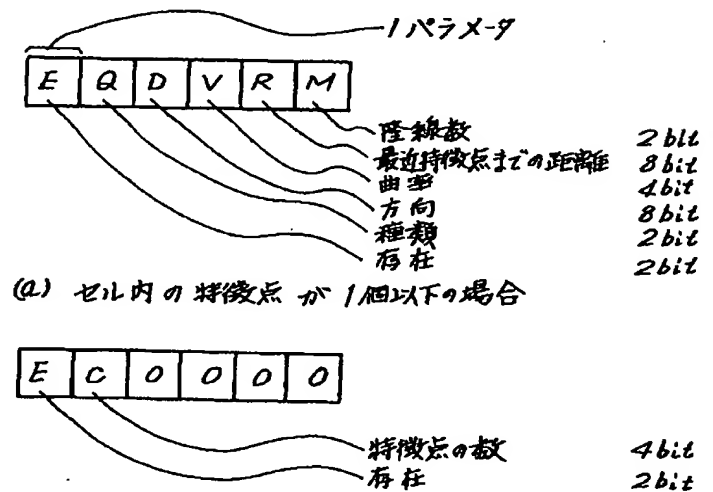 1パラメータ
E Q D V R M
隆線数 2bit
最近特徴点までの距離 8bit
曲率 4bit
方向 8bit
種類 2bit
存在 2bit
(a) セル内の特徴点が1個以下の場合
E C 0 0 0 0
特徴点の数 4bit
存在 2bit